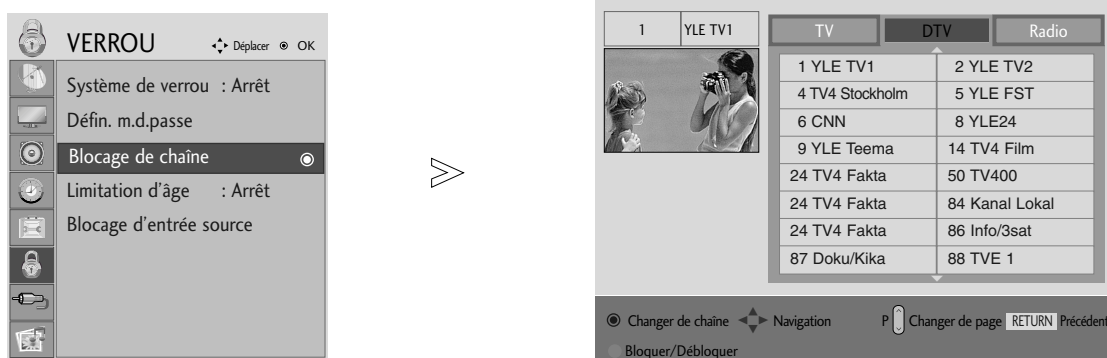 VERROU
Déplacer OK
Système de verrou : Arrêt
Défin. m.d.passe
Blocage de chaîne
Limitation d'âge : Arrêt
Blocage d'entrée source
1 YLE TV1
TV DTV Radio
1 YLE TV1 2 YLE TV2
4 TV4 Stockholm 5 YLE FST
6 CNN 8 YLE24
9 YLE Teema 14 TV4 Film
24 TV4 Fakta 50 TV400
24 TV4 Fakta 84 Kanal Lokal
24 TV4 Fakta 86 Info/3sat
87 Doku/Kika 88 TVE 1
Changer de chaîne Navigation P Changer de page RETURN Précédent
Bloquer/Débloquer